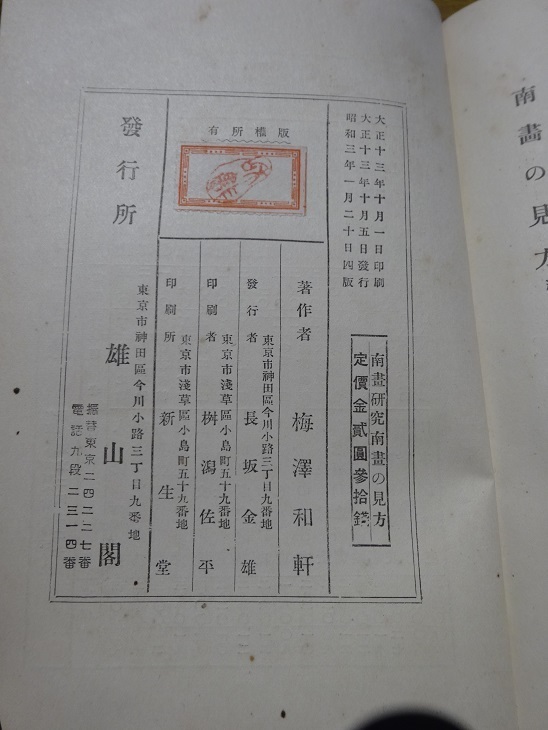 南畫の見方
大正十三年十月一日印刷
大正十三年十月五日發行
昭和三年一月二十日四版
南畫研究南畫の見方
定價金貳圓參拾錢
版權所有
著作者 梅澤和軒
東京市神田區今川小路三丁目九番地
發行者 長坂金雄
東京市淺草區小島町五十九番地
印刷者 桝潟佐平
東京市淺草區小島町五十九番地
印刷所 新生堂
東京市神田區今川小路三丁目九番地
發行所 雄山閣
振替東京二四二二七番
電話九段二三一四番